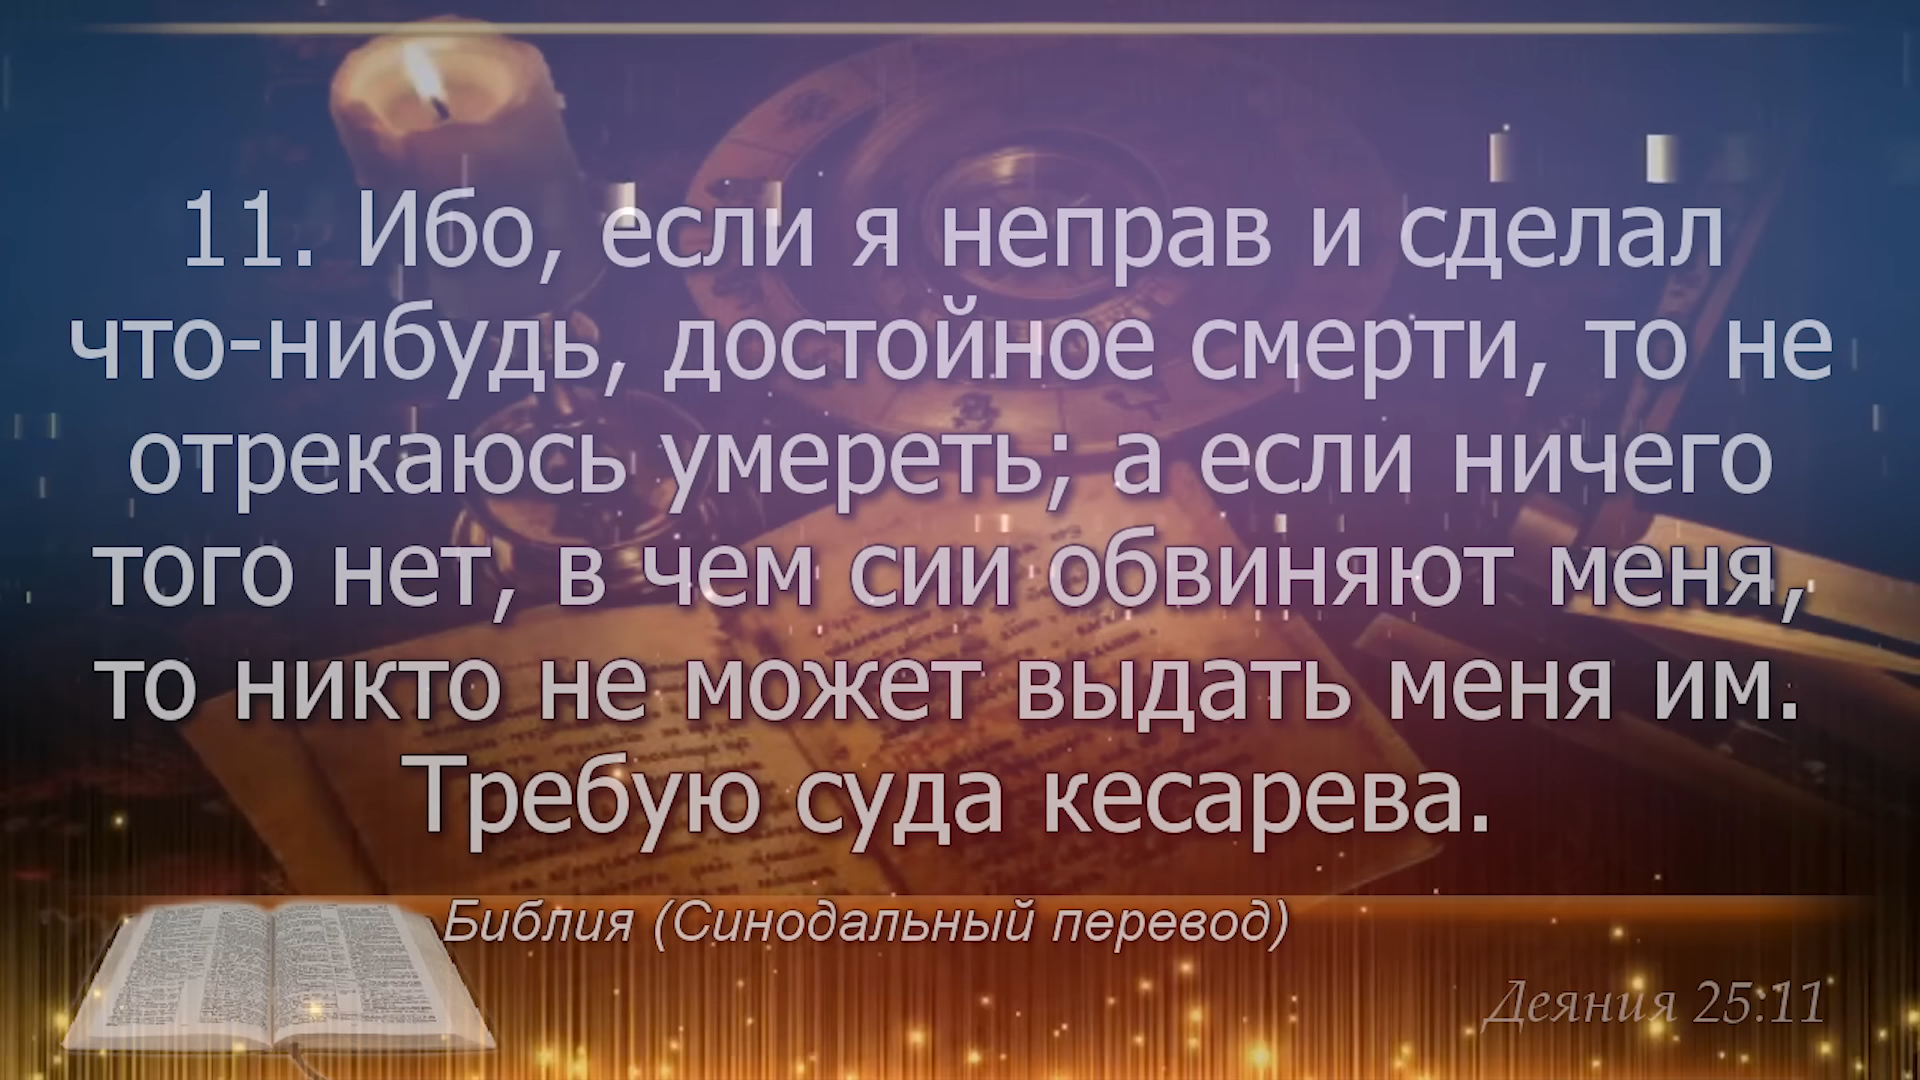 11. Ибо, если я неправ и сделал
что-нибудь, достойное смерти, то не
отрекаюсь умереть; а если ничего
того нет, в чем сии обвиняют меня,
то никто не может выдать меня им.
Требую суда кесарева.
Библия (Синодальный перевод)
Деяния 25:11